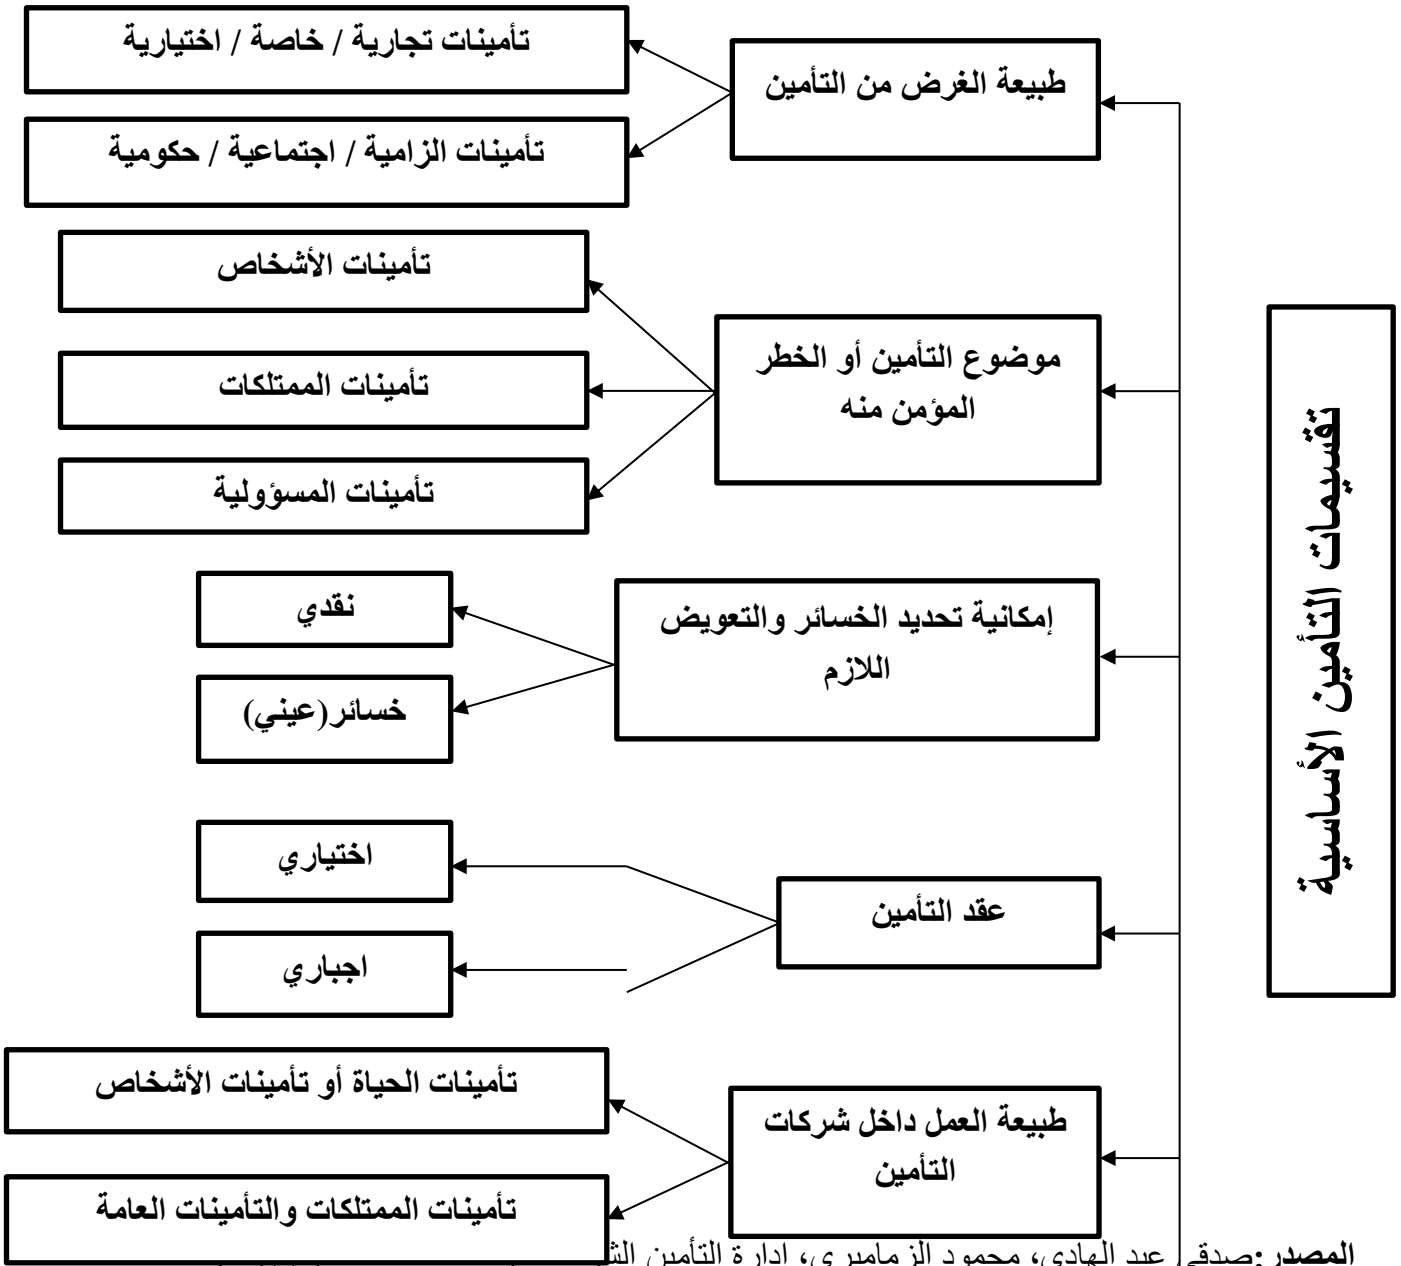 تقسيمات التأمين الأساسية
طبيعة الغرض من التأمين
تأمينات تجارية / خاصة / اختيارية
تأمينات الزامية / اجتماعية / حكومية
موضوع التأمين أو الخطر
المؤمن منه
تأمينات الأشخاص
تأمينات الممتلكات
تأمينات المسؤولية
إمكانية تحديد الخسائر والتعويض
اللازم
نقدي
خسائر(عيني)
عقد التأمين
اختياري
اجباري
طبيعة العمل داخل شركات
التأمين
تأمينات الحياة أو تأمينات الأشخاص
تأمينات الممتلكات والتأمينات العامة
المصدر:صدقي عبد الهادي، محمود الزماميري، ادارة التأمين